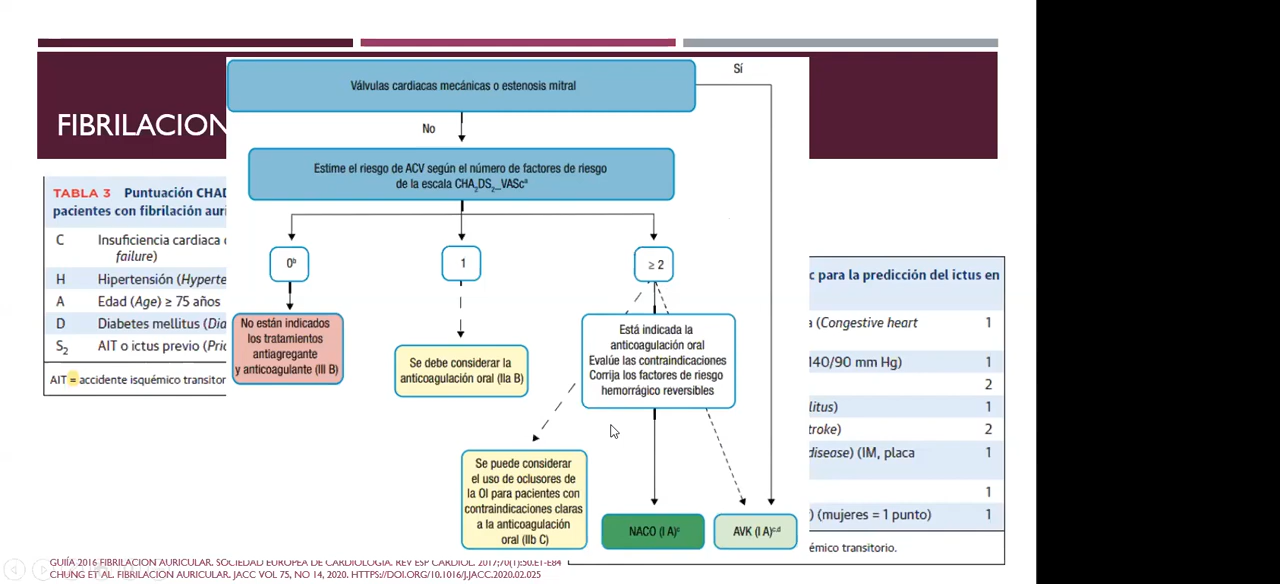 FIBRILACION
Sí
Válvulas cardiacas mecánicas o estenosis mitral
No
Estime el riesgo de ACV según el número de factores de riesgo
de la escala CHA2DS2_VAScª
0ᵇ
1
≥ 2
No están indicados
los tratamientos
antiagregante
y anticoagulante (III B)
Se debe considerar la
anticoagulación oral (IIa B)
Está indicada la
anticoagulación oral
Evalúe las contraindicaciones
Corrija los factores de riesgo
hemorrágico reversibles
Se puede considerar
el uso de oclusores de
la OI para pacientes con
contraindicaciones claras
a la anticoagulación
oral (IIb C)
NACO (I A)ᶜ
AVK (I A)ᶜ,ᵈ
TABLA 3 Puntuación CHAD
pacientes con fibrilación auri
C Insuficiencia cardiaca
failure)
H Hipertensión (Hyperte
A Edad (Age) ≥ 75 años
D Diabetes mellitus (Dia
S2 AIT o ictus previo (Pri
AIT = accidente isquémico transitor
c para la predicción del ictus en
(Congestive heart 1
140/90 mm Hg) 1
2
litus) 1
troke) 2
disease) (IM, placa 1
1
) (mujeres = 1 punto) 1
émico transitorio.
GUÍA 2016 FIBRILACION AURICULAR. SOCIEDAD EUROPEA DE CARDIOLOGIA. REV ESP CARDIOL. 2017;70(1):50.E1-E84
CHUNG ET AL. FIBRILACION AURICULAR. JACC VOL 75, NO 14, 2020. HTTPS://DOI.ORG/10.1016/J.JACC.2020.02.025